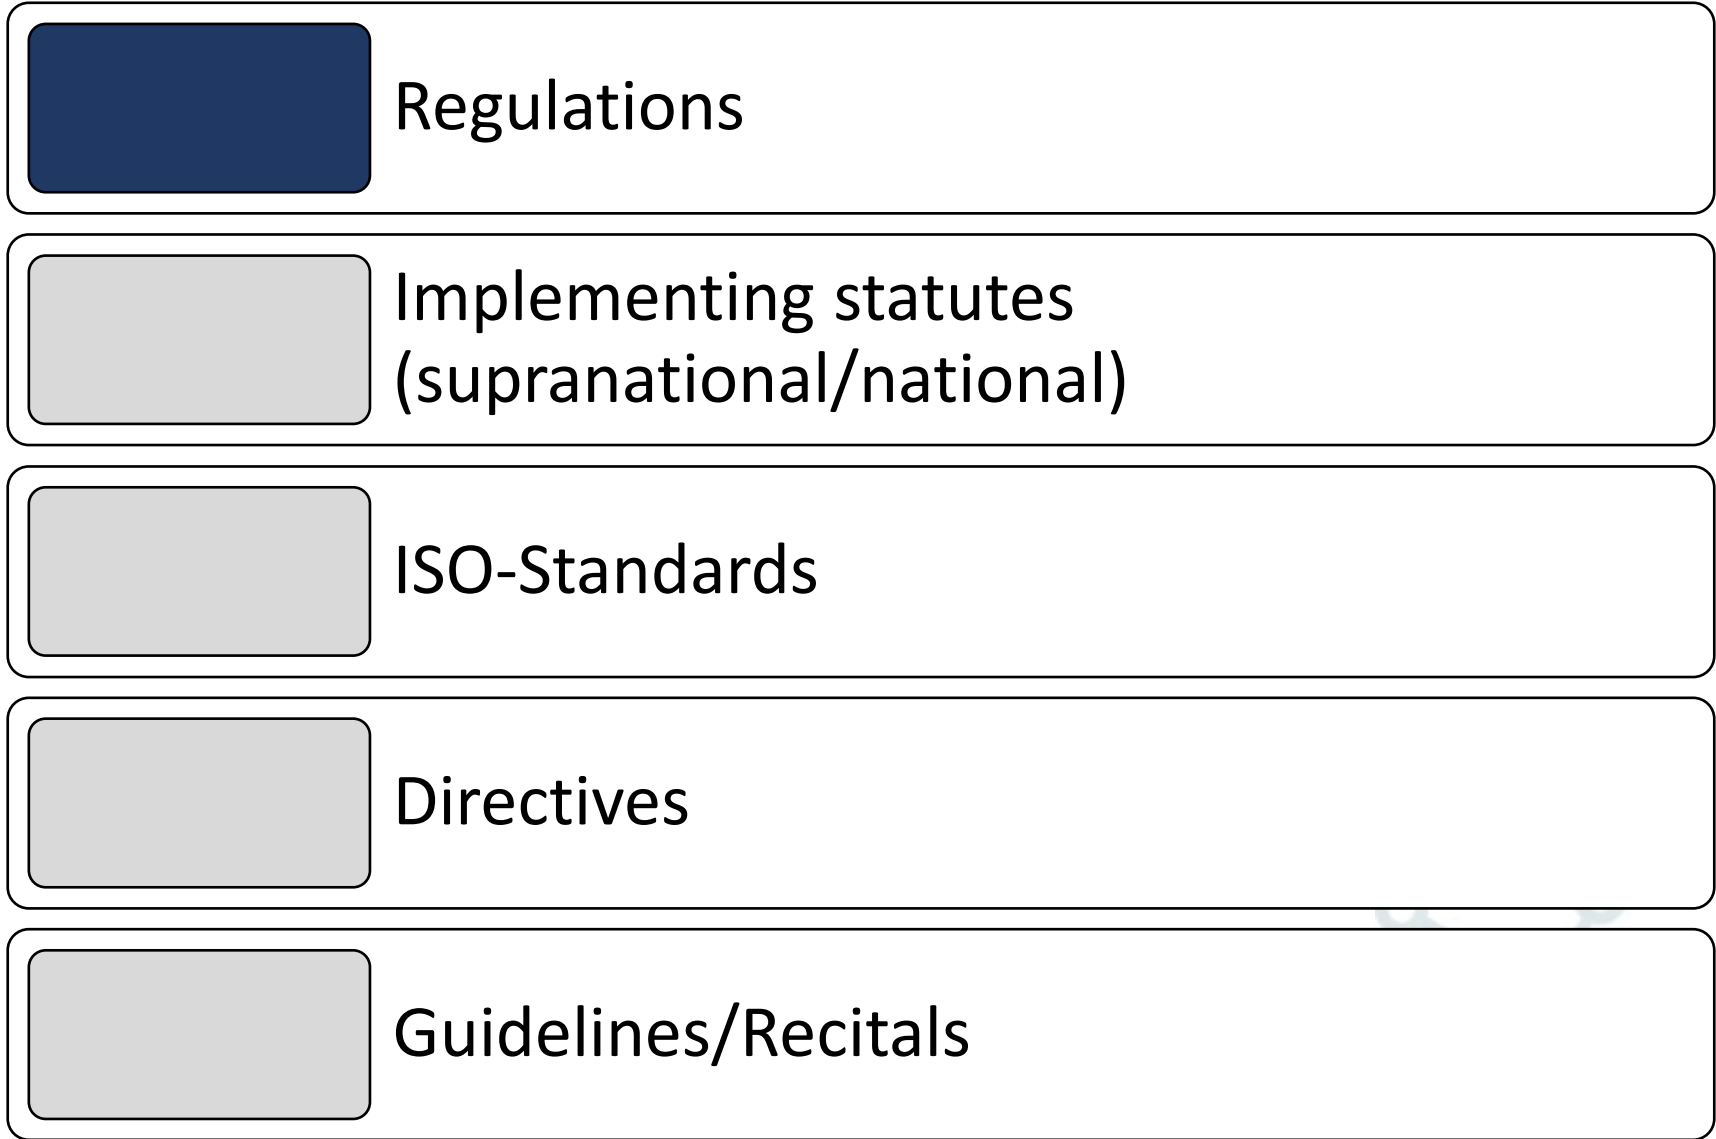 Regulations
Implementing statutes
(supranational/national)
ISO-Standards
Directives
Guidelines/Recitals